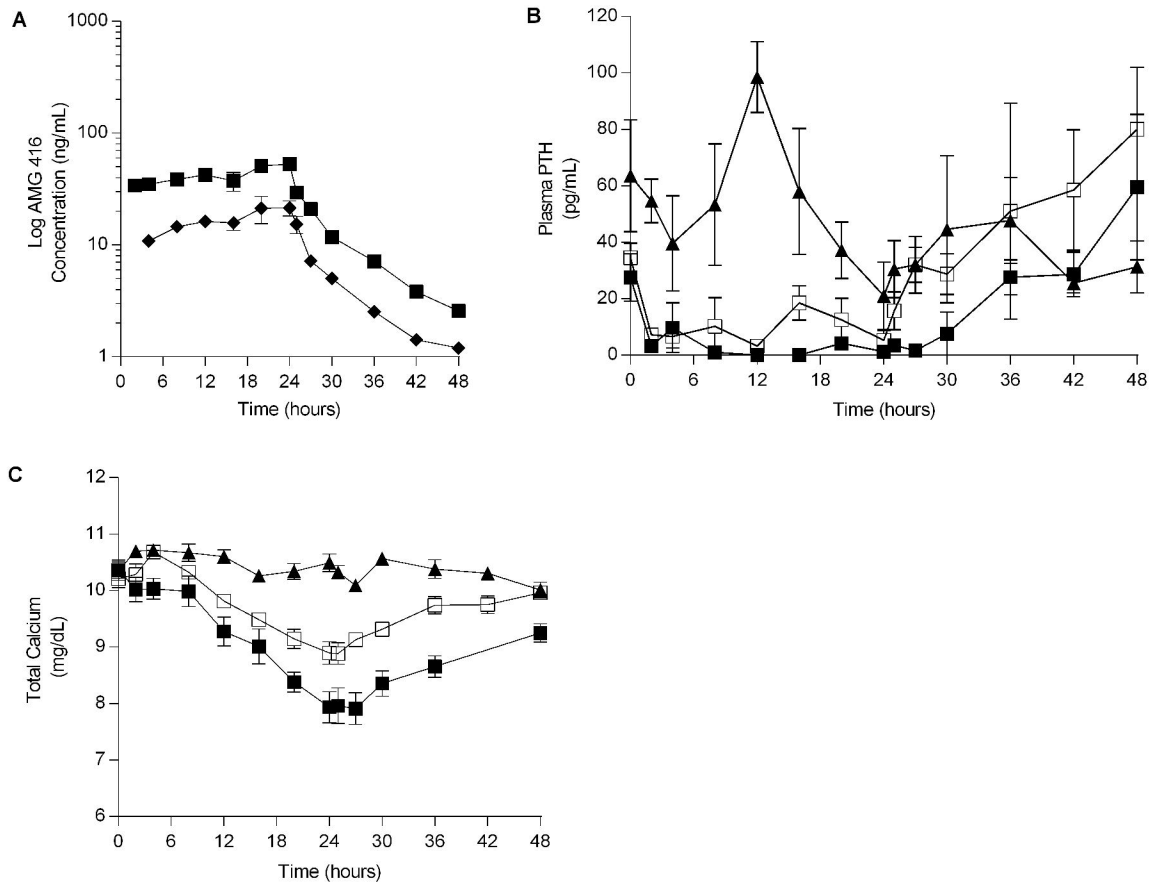 A
1000
100
10
1
Log AMG 416
Concentration (ng/mL)
0 6 12 18 24 30 36 42 48
Time (hours)
B
120
100
80
60
40
20
0
Plasma PTH
(pg/mL)
0 6 12 18 24 30 36 42 48
Time (hours)
C
12
11
10
9
8
7
6
Total Calcium
(mg/dL)
0 6 12 18 24 30 36 42 48
Time (hours)